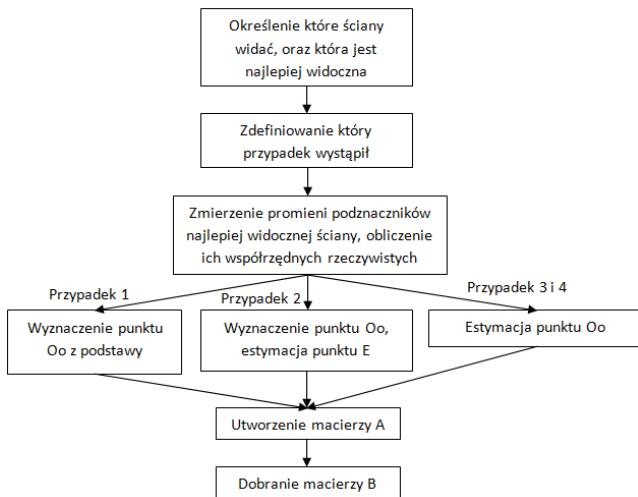 Określenie które ściany
widać, oraz która jest
najlepiej widoczna
Zdefiniowanie który
przypadek wystąpił
Zmierzenie promieni podznaczników
najlepiej widocznej ściany, obliczenie
ich współrzędnych rzeczywistych
Przypadek 1
Przypadek 2
Przypadek 3 i 4
Wyznaczenie punktu
Oo z podstawy
Wyznaczenie punktu Oo,
estymacja punktu E
Estymacja punktu Oo
Utworzenie macierzy A
Dobranie macierzy B